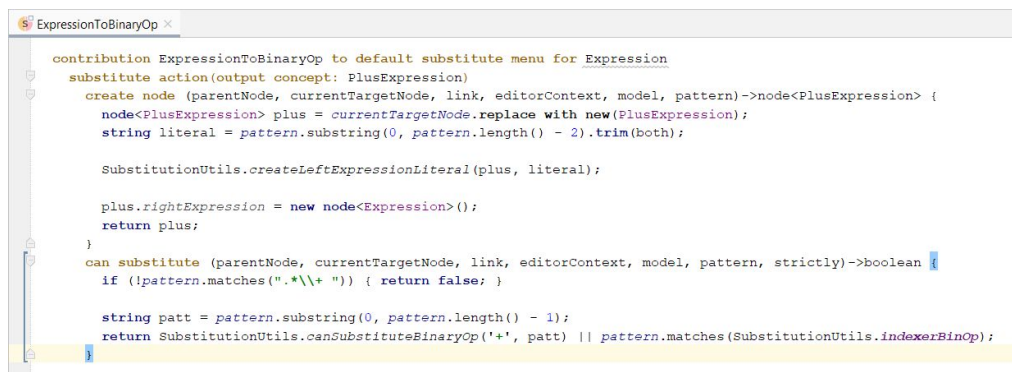 S ExpressionToBinaryOp ×
contribution ExpressionToBinaryOp to default substitute menu for Expression
substitute action(output concept: PlusExpression)
create node (parentNode, currentTargetNode, link, editorContext, model, pattern)->node<PlusExpression> {
node<PlusExpression> plus = currentTargetNode.replace with new(PlusExpression);
string literal = pattern.substring(0, pattern.length() - 2).trim(both);
SubstitutionUtils.createLeftExpressionLiteral(plus, literal);
plus.rightExpression = new node<Expression>();
return plus;
}
can substitute (parentNode, currentTargetNode, link, editorContext, model, pattern, strictly)->boolean {
if (!pattern.matches(".*\\+ ")) { return false; }
string patt = pattern.substring(0, pattern.length() - 1);
return SubstitutionUtils.canSubstituteBinaryOp('+', patt) || pattern.matches(SubstitutionUtils.indexerBinOp);
}